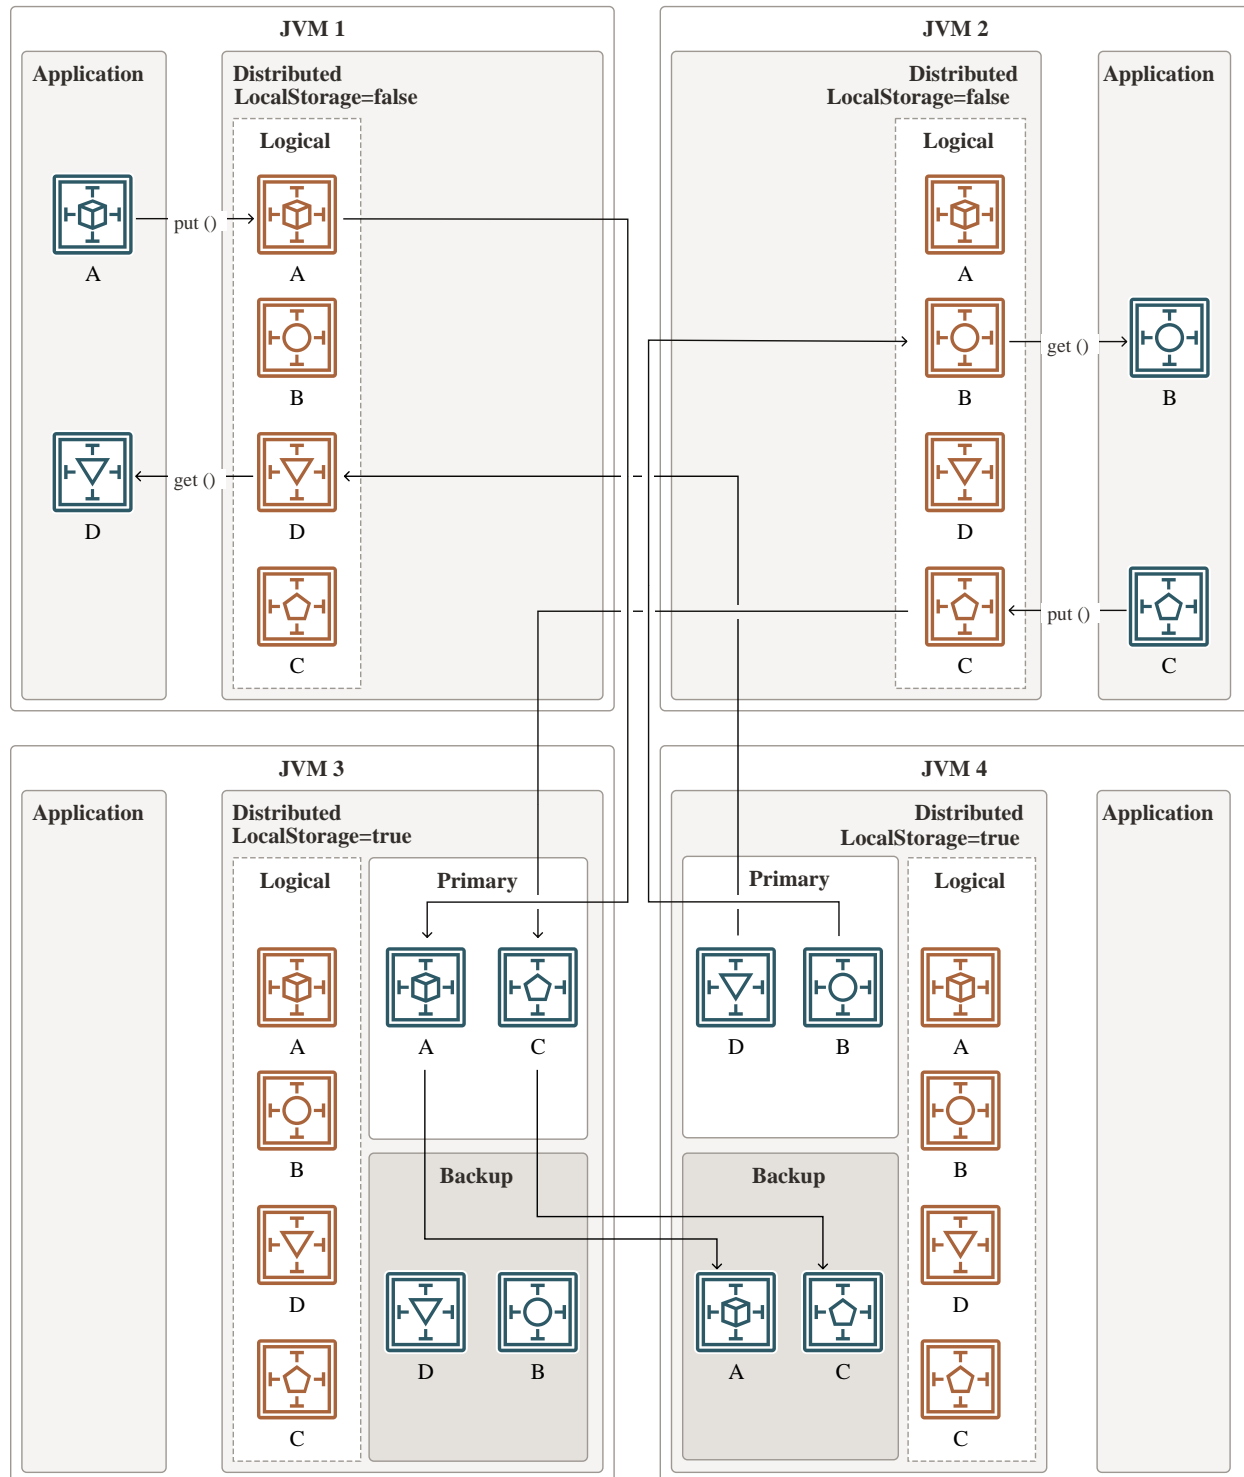 JVM 1
Application
Distributed
LocalStorage=false
Logical
A
put ()
A
B
D
get ()
D
C
JVM 2
Distributed
LocalStorage=false
Application
Logical
A
B
get ()
B
D
C
put ()
C
JVM 3
Application
Distributed
LocalStorage=true
Logical
Primary
A
A
C
B
Backup
D
D
B
C
JVM 4
Distributed
LocalStorage=true
Application
Primary
Logical
D
B
A
B
Backup
D
A
C
C